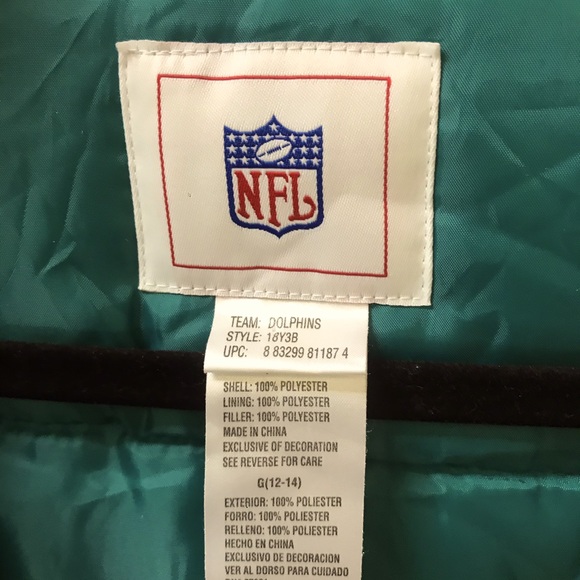 NFL
TEAM: DOLPHINS
STYLE: 16Y3B
UPC: 8 83299 81187 4
SHELL: 100% POLYESTER
LINING: 100% POLYESTER
FILLER: 100% POLYESTER
MADE IN CHINA
EXCLUSIVE OF DECORATION
SEE REVERSE FOR CARE
G(12-14)
EXTERIOR: 100% POLIESTER
FORRO: 100% POLIESTER
RELLENO: 100% POLIESTER
HECHO EN CHINA
EXCLUSIVO DE DECORACION
VER AL DORSO PARA CUIDADO